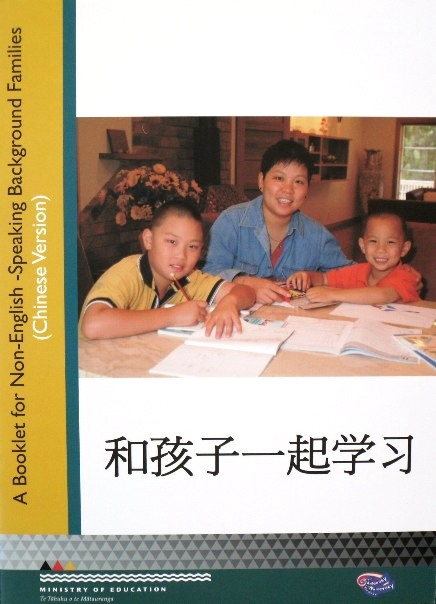 A Booklet for Non-English -Speaking Background Families
(Chinese Version)
和孩子一起学习
MINISTRY OF EDUCATION
Te Tāhuhu o te Mātauranga